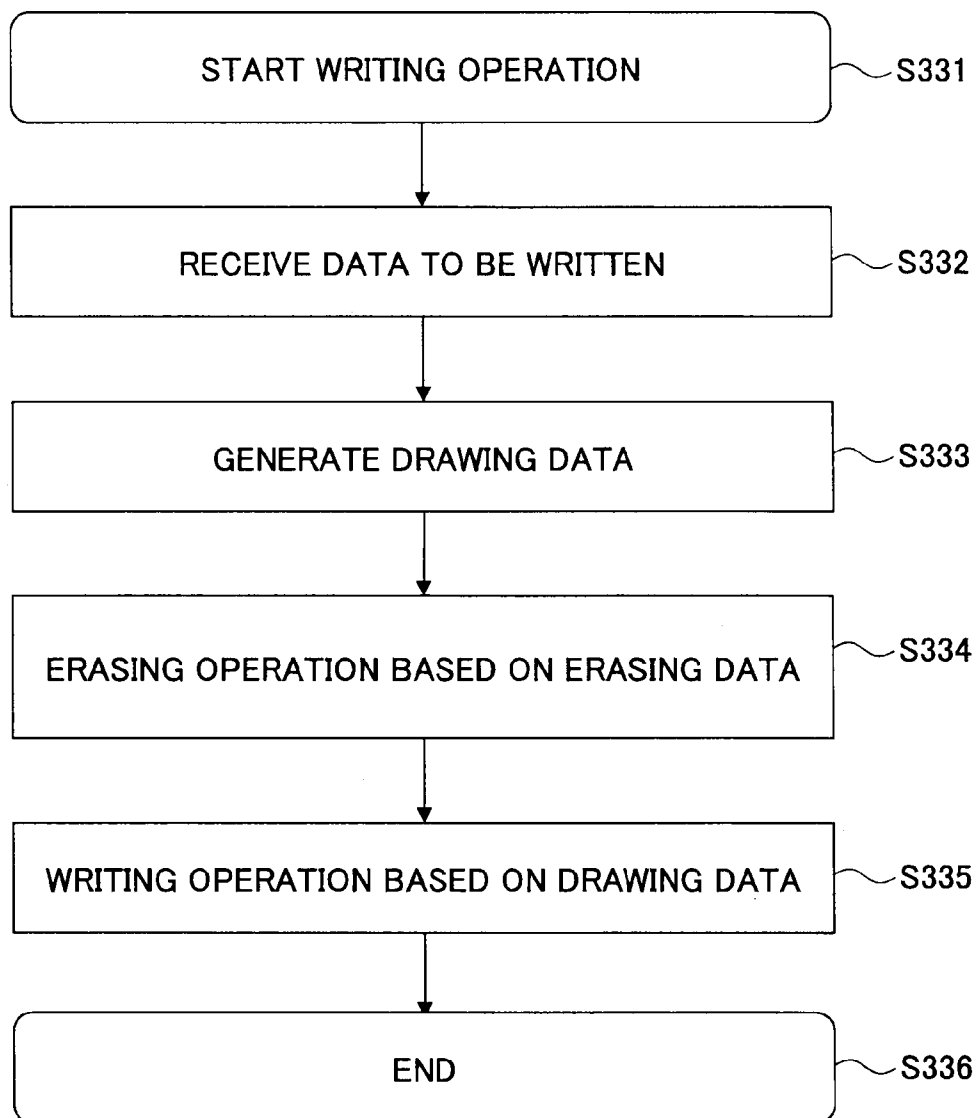 START WRITING OPERATION S331
RECEIVE DATA TO BE WRITTEN S332
GENERATE DRAWING DATA S333
ERASING OPERATION BASED ON ERASING DATA S334
WRITING OPERATION BASED ON DRAWING DATA S335
END S336